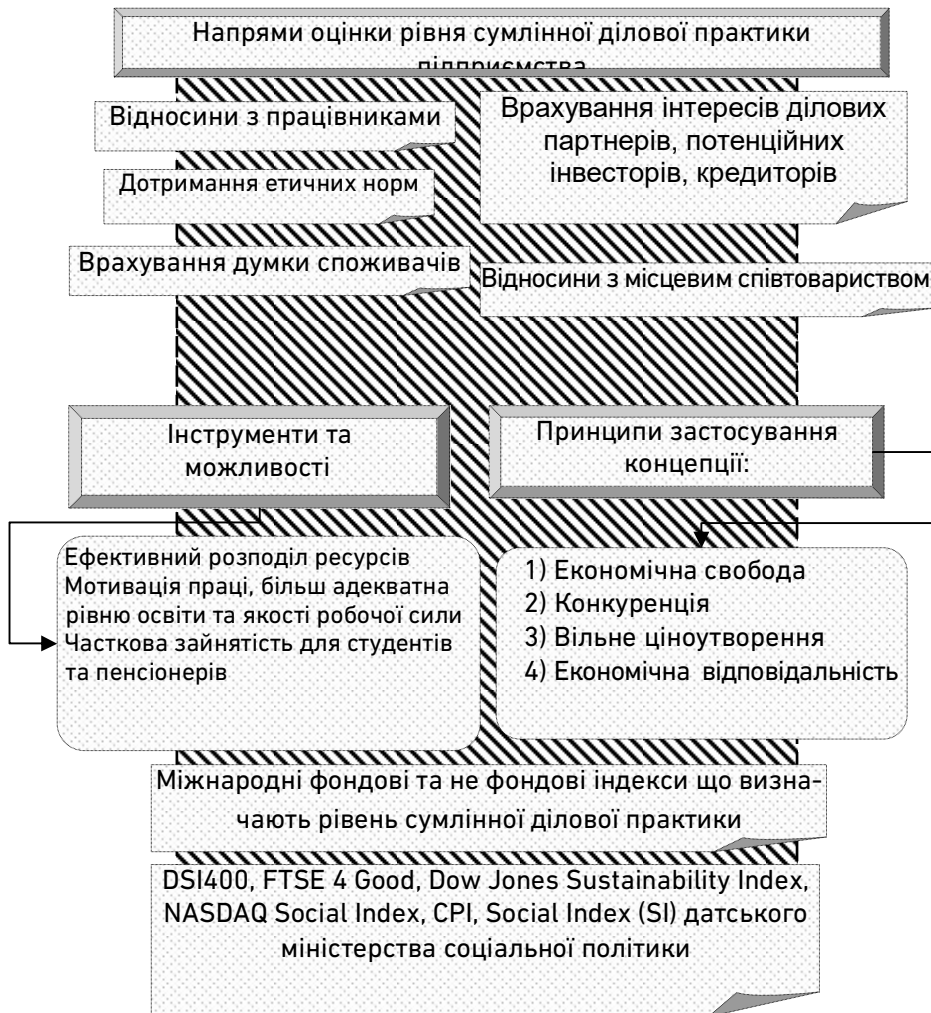 Напрями оцінки рівня сумлінної ділової практики
підприємства
Відносини з працівниками
Врахування інтересів ділових
партнерів, потенційних
інвесторів, кредиторів
Дотримання етичних норм
Врахування думки споживачів
Відносини з місцевим співтовариством
Інструменти та
можливості
Принципи застосування
концепції:
Ефективний розподіл ресурсів
Мотивація праці, більш адекватна
рівню освіти та якості робочої сили
Часткова зайнятість для студентів
та пенсіонерів
1) Економічна свобода
2) Конкуренція
3) Вільне ціноутворення
4) Економічна відповідальність
Міжнародні фондові та не фондові індекси що визна-
чають рівень сумлінної ділової практики
DSI400, FTSE 4 Good, Dow Jones Sustainability Index,
NASDAQ Social Index, CPI, Social Index (SI) датського
міністерства соціальної політики